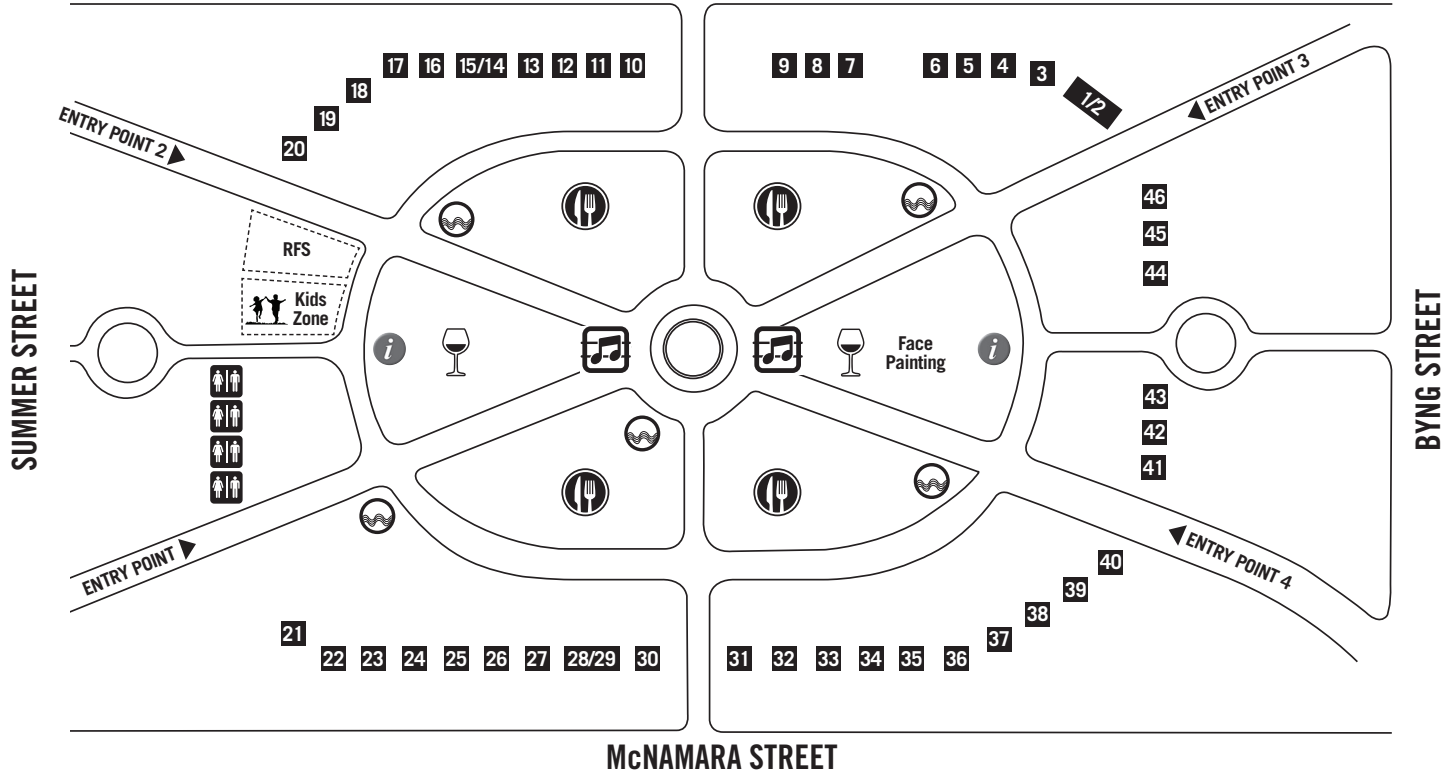 17 16 15/14 13 12 11 10 9 8 7 6 5 4 3
1/2
18
19
20
ENTRY POINT 2
ENTRY POINT 3
46
45
44
RFS
Kids
Zone
SUMMER STREET
i
Face
Painting
i
BYNG STREET
43
42
41
ENTRY POINT
ENTRY POINT 4
40
39
38
37
21
22 23 24 25 26 27 28/29 30 31 32 33 34 35 36
McNAMARA STREET